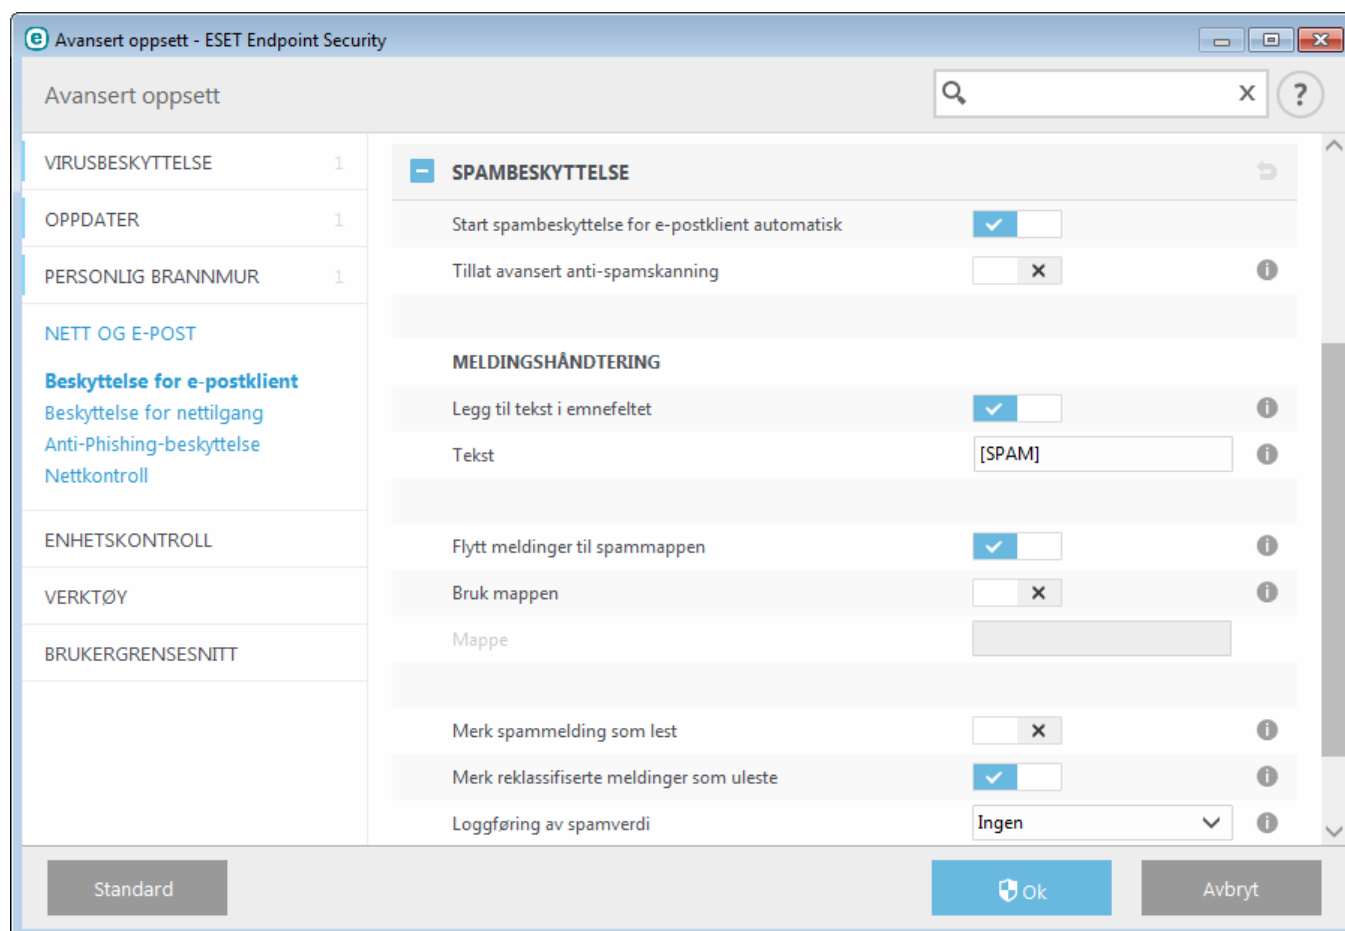 Avansert oppsett - ESET Endpoint Security
Avansert oppsett
?
VIRUSBESKYTTELSE 1
OPPDATER 1
PERSONLIG BRANNMUR 1
NETT OG E-POST
Beskyttelse for e-postklient
Beskyttelse for nettilgang
Anti-Phishing-beskyttelse
Nettkontroll
ENHETSKONTROLL
VERKTØY
BRUKERGRENSESNITT
SPAMBESKYTTELSE
Start spambeskyttelse for e-postklient automatisk
Tillat avansert anti-spamskanning
MELDINGSHÅNDTERING
Legg til tekst i emnefeltet
Tekst [SPAM]
Flytt meldinger til spammappen
Bruk mappen
Mappe
Merk spammelding som lest
Merk reklassifiserte meldinger som uleste
Loggføring av spamverdi Ingen
Standard
Ok
Avbryt